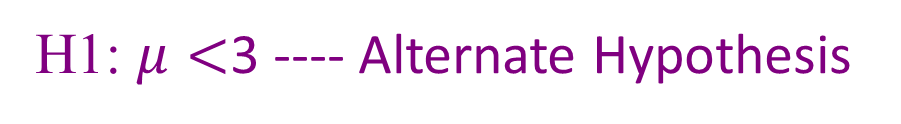 H1: 𝜇 <3 ---- Alternate Hypothesis